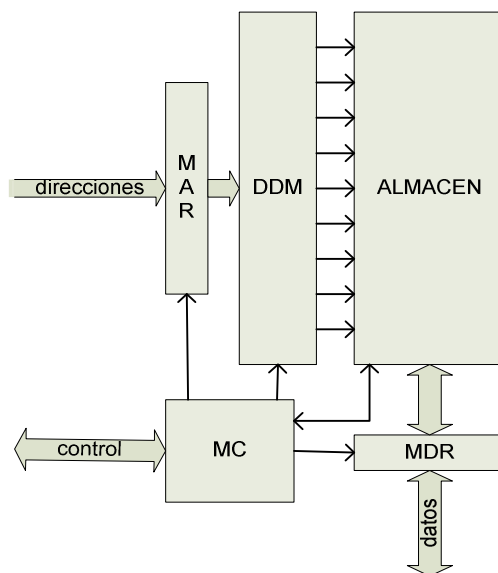 direcciones
M
A
R
DDM
ALMACEN
control
MC
MDR
datos